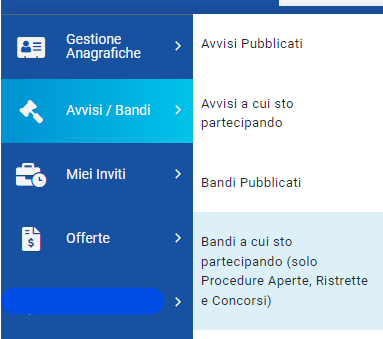 Gestione
Anagrafiche
Avvisi / Bandi
Miei Inviti
Offerte
Avvisi Pubblicati
Avvisi a cui sto
partecipando
Bandi Pubblicati
Bandi a cui sto
partecipando (solo
Procedure Aperte, Ristrette
e Concorsi)